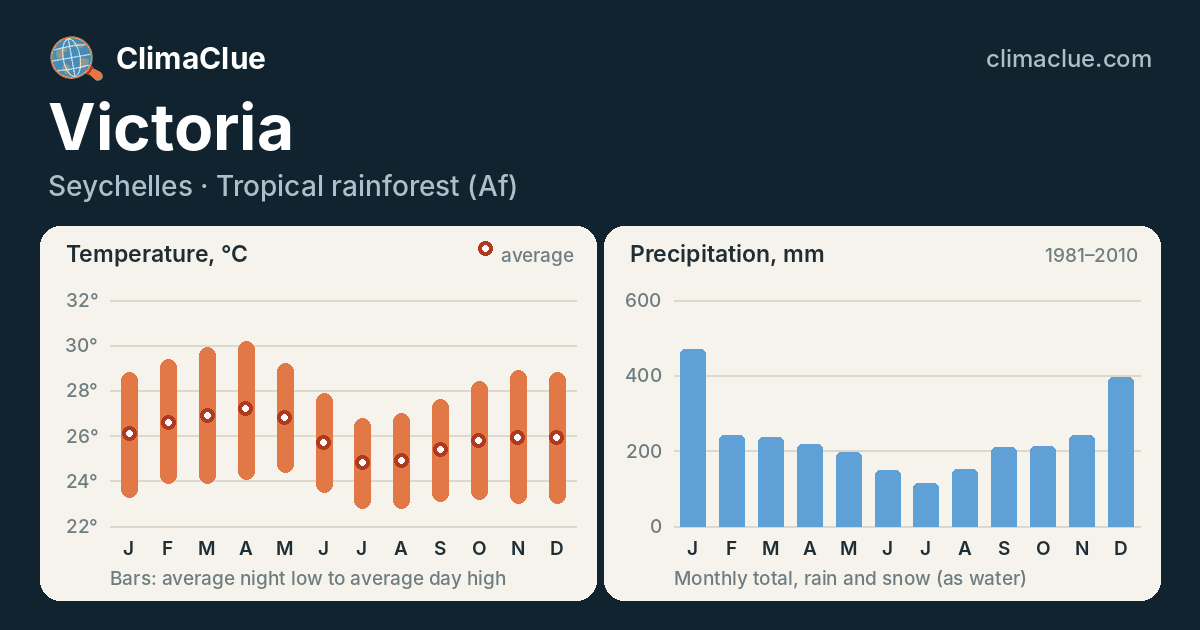 ClimaClue
climaclue.com
Victoria
Seychelles · Tropical rainforest (Af)
Temperature, °C
average
32°
30°
28°
26°
24°
22°
J F M A M J J A S O N D
Bars: average night low to average day high
Precipitation, mm
1981–2010
600
400
200
0
J F M A M J J A S O N D
Monthly total, rain and snow (as water)